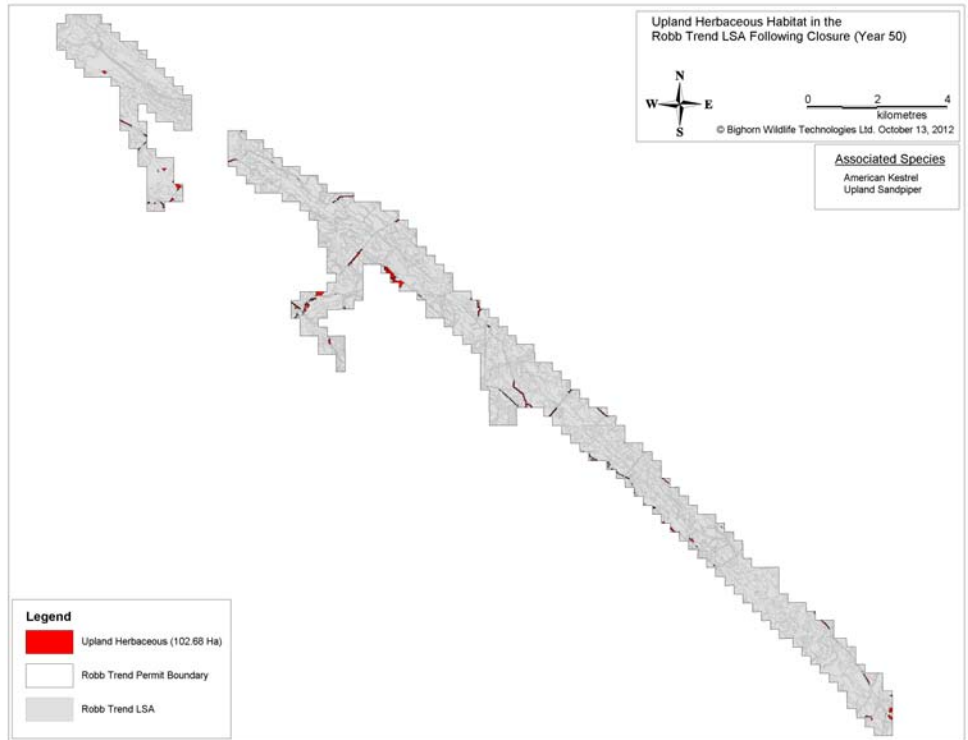 Upland Herbaceous Habitat in the
Robb Trend LSA Following Closure (Year 50)
N
W
E
S
0 2 4
kilometres
© Bighorn Wildlife Technologies Ltd. October 13, 2012
Associated Species
American Kestrel
Upland Sandpiper
Legend
Upland Herbaceous (102.68 Ha)
Robb Trend Permit Boundary
Robb Trend LSA